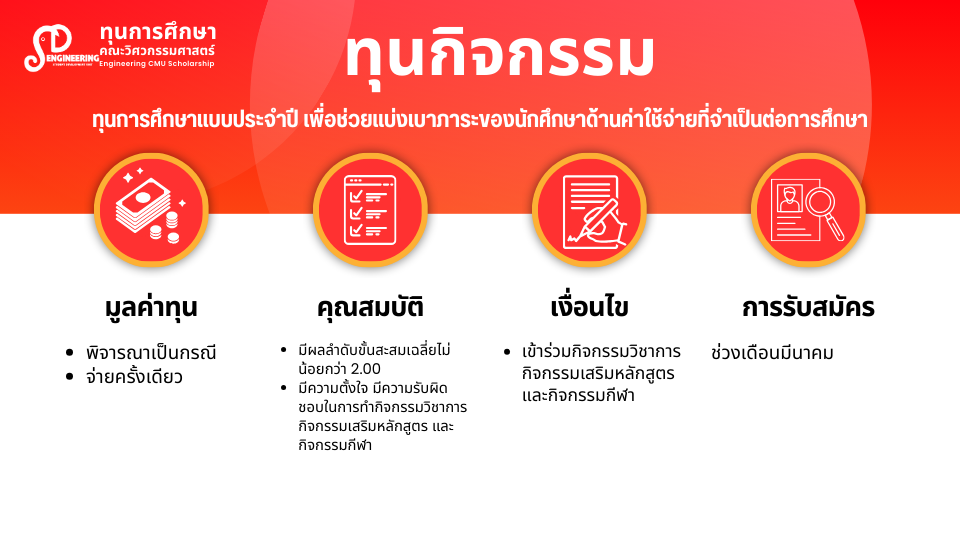 ทุนการศึกษา
คณะวิศวกรรมศาสตร์
Engineering CMU Scholarship
SD
ENGINEERING
ทุนกิจกรรม
ทุนการศึกษาแบบประจำปี เพื่อช่วยแบ่งเบาภาระของนักศึกษาด้านค่าใช้จ่ายที่จำเป็นต่อการศึกษา
มูลค่าทุน
• พิจารณาเป็นกรณี
• จ่ายครั้งเดียว
คุณสมบัติ
• มีผลลำดับขั้นสะสมเฉลี่ยไม่
น้อยกว่า 2.00
• มีความตั้งใจ มีความรับผิด
ชอบในการทำกิจกรรมวิชาการ
กิจกรรมเสริมหลักสูตร และ
กิจกรรมกีฬา
เงื่อนไข
• เข้าร่วมกิจกรรมวิชาการ
กิจกรรมเสริมหลักสูตร
และกิจกรรมกีฬา
การรับสมัคร
ช่วงเดือนมีนาคม